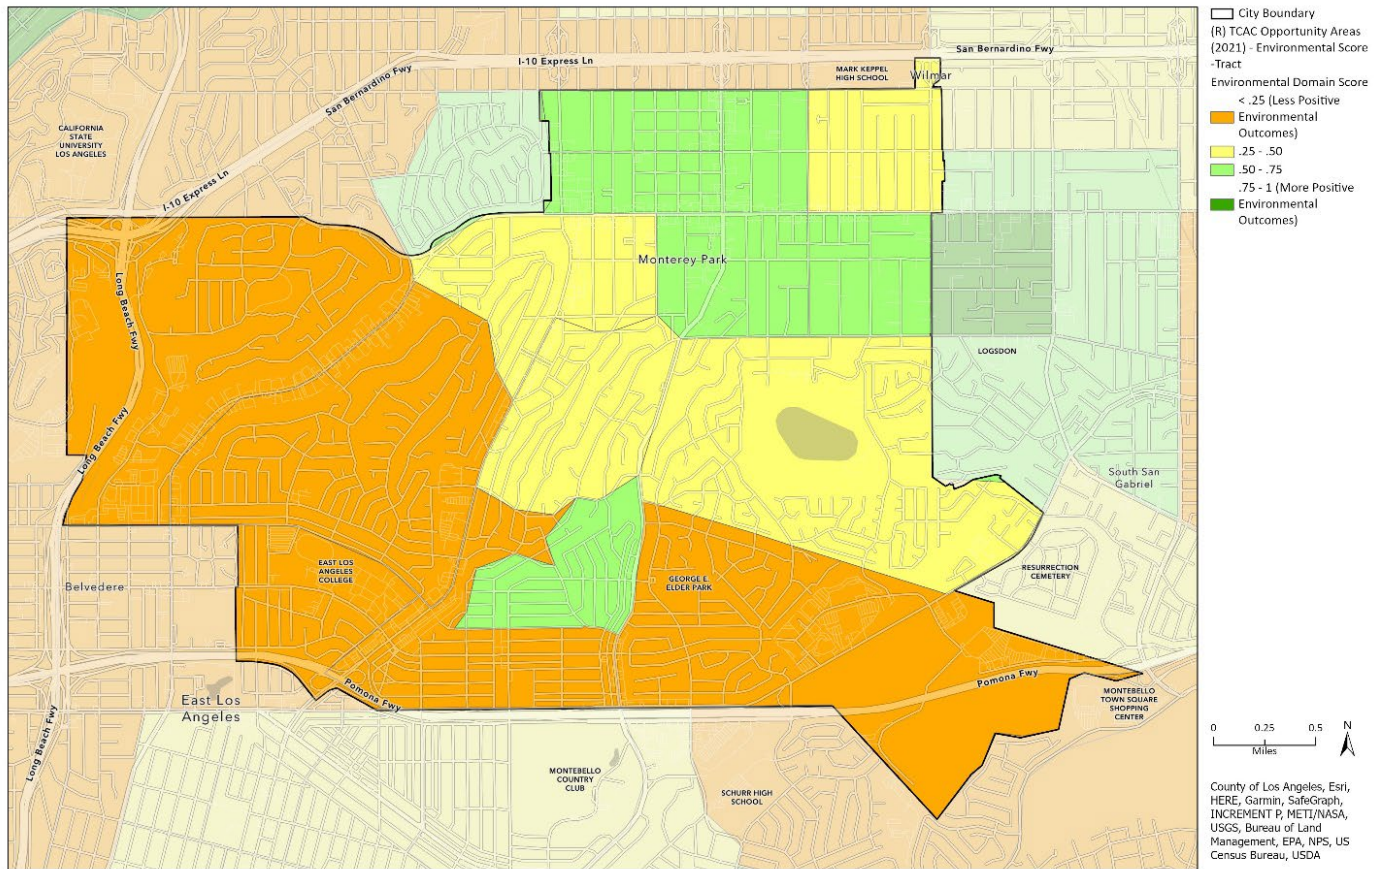 San Bernardino Fwy
I-10 Express Ln
MARK KEPPEL
HIGH SCHOOL
Wilmar
San Bernardino Fwy
CALIFORNIA
STATE
UNIVERSITY
LOS ANGELES
I-10 Express Ln
Monterey Park
Long Beach Fwy
LOGSDON
Long Beach Fwy
South San
Gabriel
EAST LOS
ANGELES
COLLEGE
GEORGE E.
ELDER PARK
RESURRECTION
CEMETERY
Belvedere
Pomona Fwy
Pomona Fwy
East Los
Angeles
MONTEBELLO
TOWN SQUARE
SHOPPING
CENTER
Long Beach Fwy
MONTEBELLO
COUNTRY
CLUB
SCHURR HIGH
SCHOOL
City Boundary
(R) TCAC Opportunity Areas
(2021) - Environmental Score
-Tract
Environmental Domain Score
< .25 (Less Positive
Environmental
Outcomes)
.25 - .50
.50 - .75
.75 - 1 (More Positive
Environmental
Outcomes)
0 0.25 0.5
Miles
N
County of Los Angeles, Esri,
HERE, Garmin, SafeGraph,
INCREMENT P, METI/NASA,
USGS, Bureau of Land
Management, EPA, NPS, US
Census Bureau, USDA